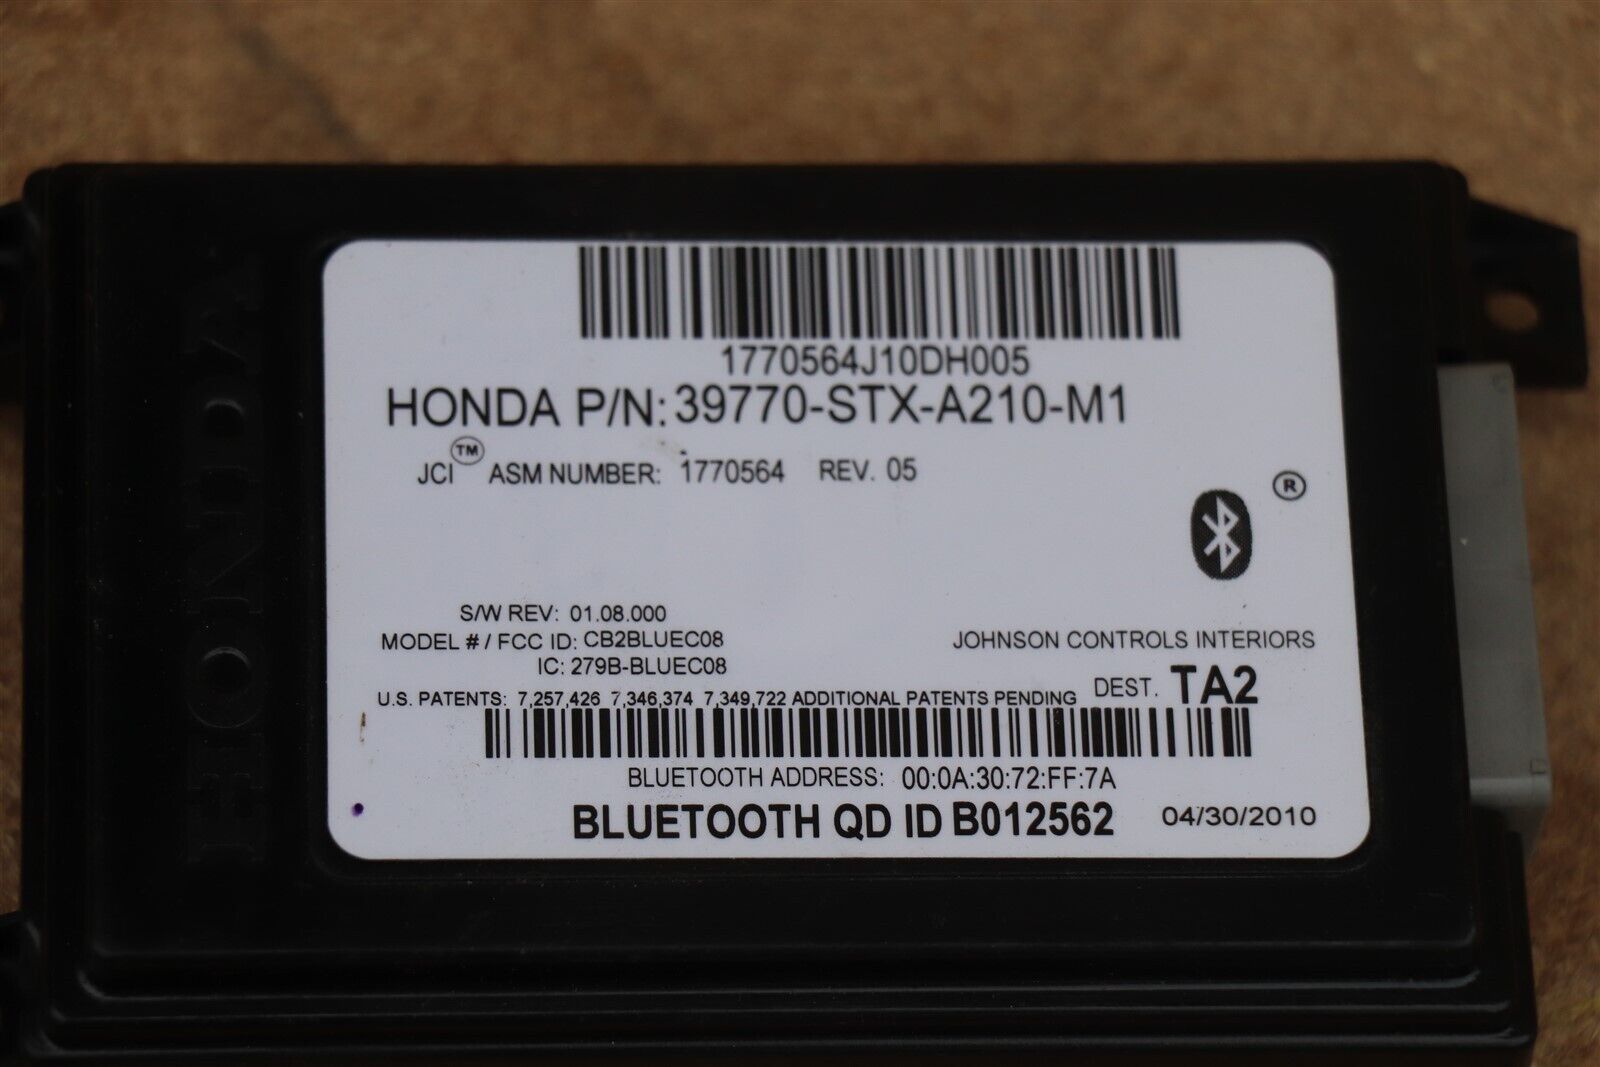 HONDA
1770564J10DH005
HONDA P/N: 39770-STX-A210-M1
JCI™ ASM NUMBER: 1770564 REV. 05
®
S/W REV: 01.08.000
MODEL # / FCC ID: CB2BLUEC08
IC: 279B-BLUEC08
JOHNSON CONTROLS INTERIORS
U.S. PATENTS: 7,257,426 7,346,374 7,349,722 ADDITIONAL PATENTS PENDING
DEST. TA2
BLUETOOTH ADDRESS: 00:0A:30:72:FF:7A
BLUETOOTH QD ID B012562
04/30/2010